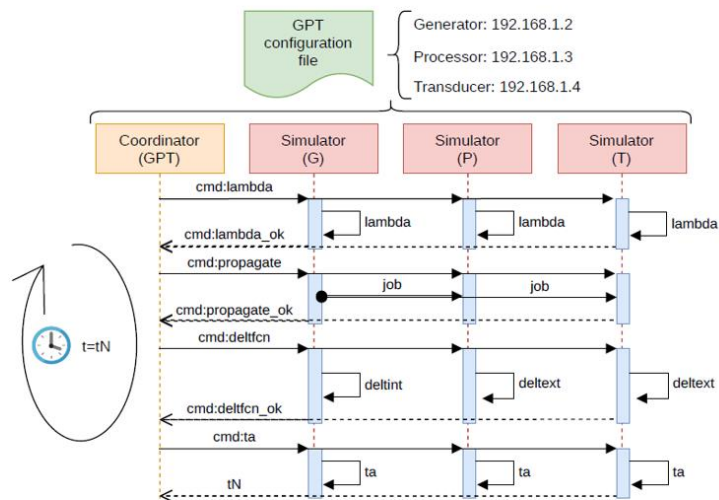 GPT
configuration
file
Generator: 192.168.1.2
Processor: 192.168.1.3
Transducer: 192.168.1.4
Coordinator
(GPT)
Simulator
(G)
Simulator
(P)
Simulator
(T)
cmd:lambda
lambda
lambda
lambda
cmd:lambda_ok
cmd:propagate
job
job
cmd:propagate_ok
t=tN
cmd:deltfcn
deltint
deltext
deltext
cmd:deltfcn_ok
cmd:ta
ta
ta
ta
tN